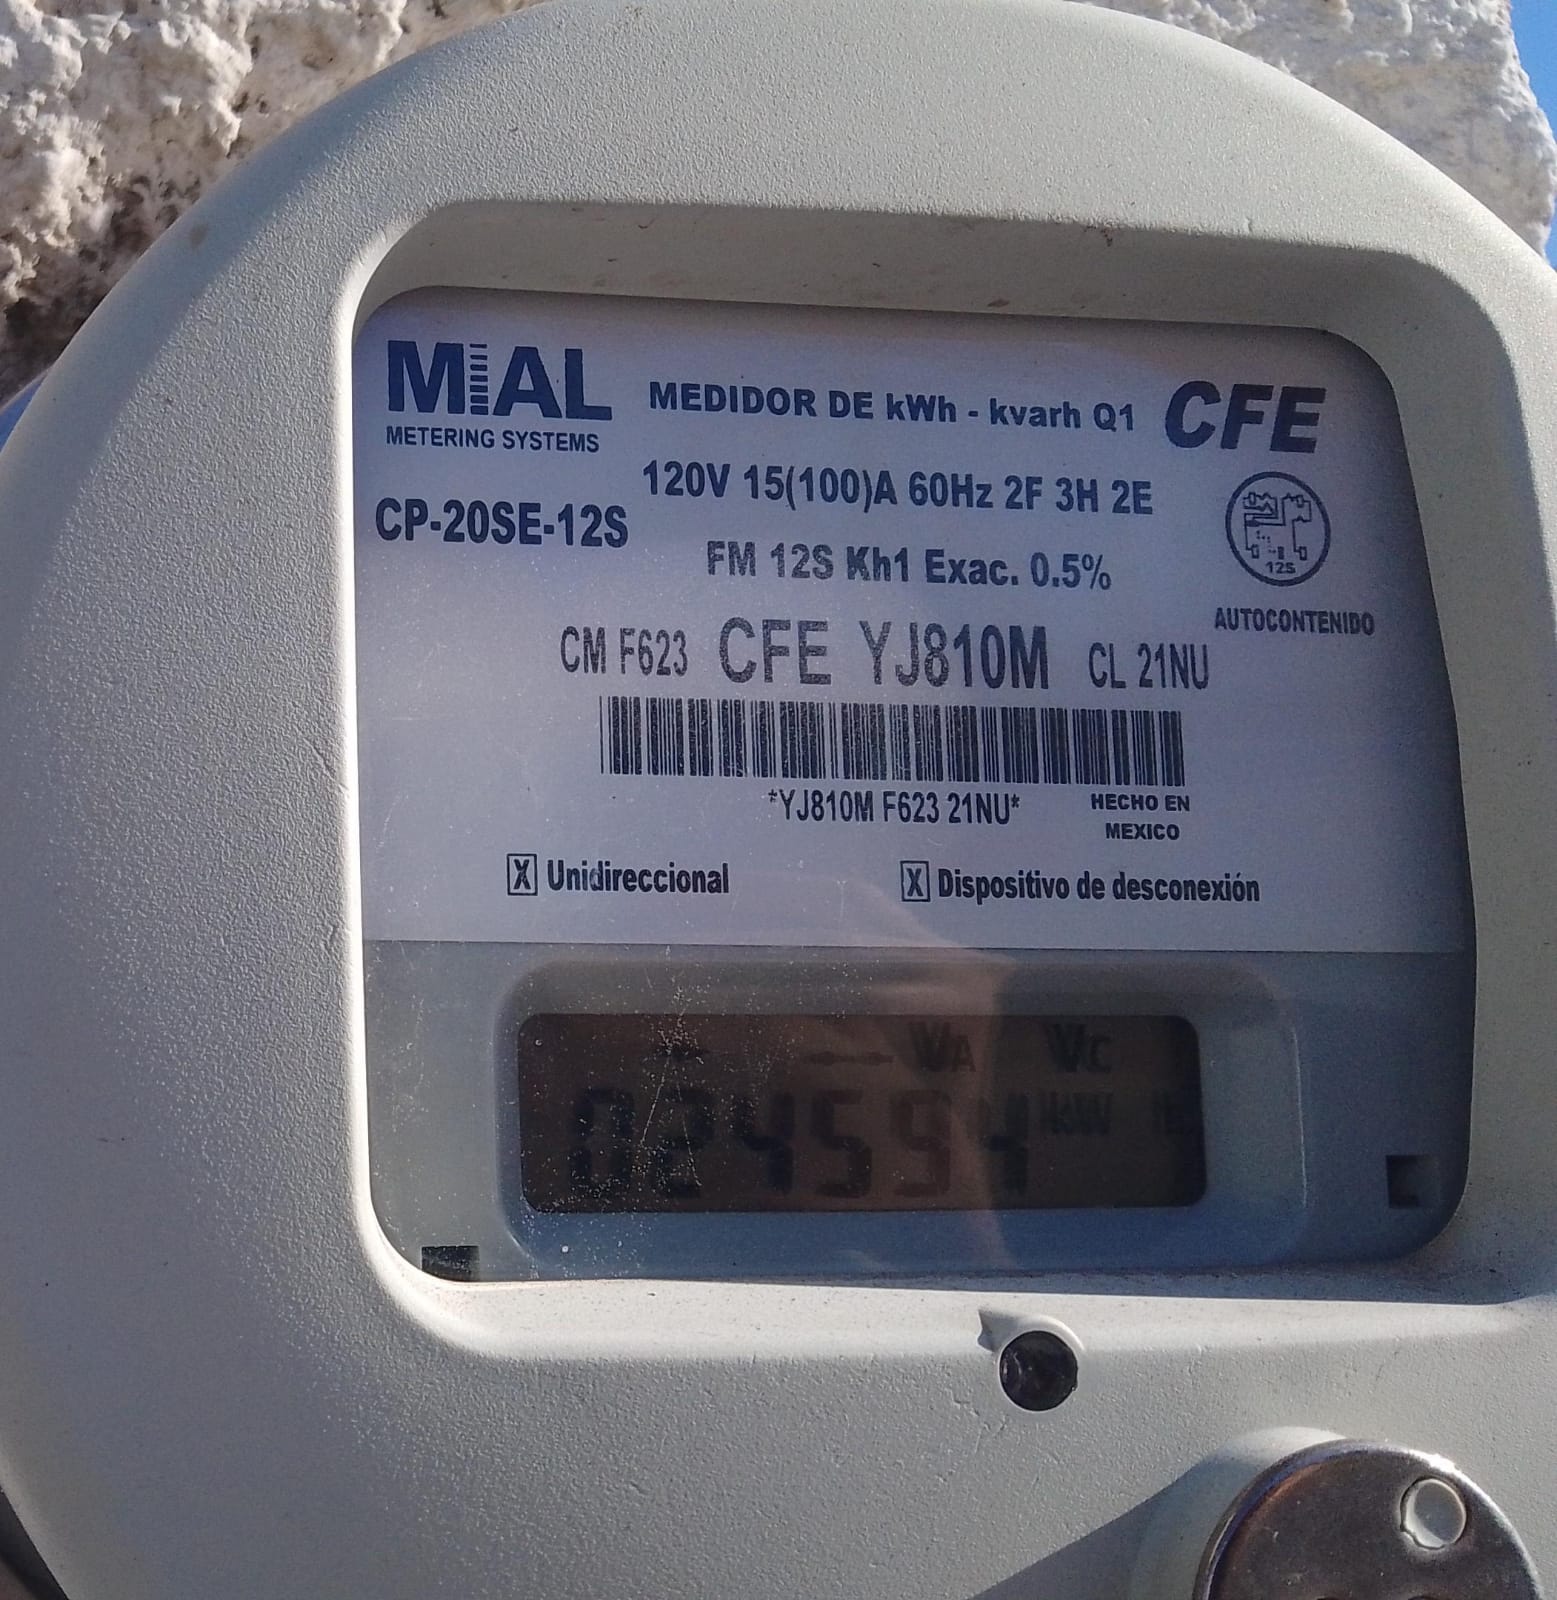 MIAL
METERING SYSTEMS
MEDIDOR DE kWh - kvarh Q1
CFE
CP-20SE-12S
120V 15(100)A 60Hz 2F 3H 2E
FM 12S Kh1 Exac. 0.5%
12S
AUTOCONTENIDO
CM F623 CFE YJ810M CL 21NU
*YJ810M F623 21NU*
HECHO EN
MEXICO
X Unidireccional
X Dispositivo de desconexión
VA VC
024594